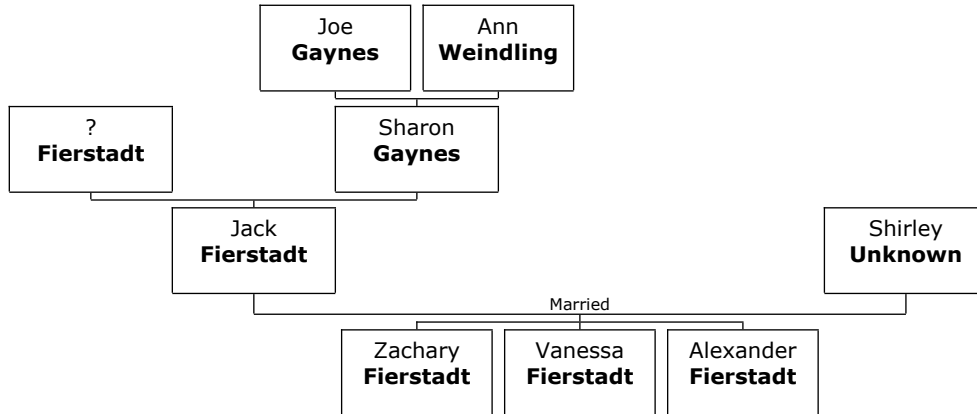 Joe
Gaynes
Ann
Weindling
?
Fierstadt
Sharon
Gaynes
Jack
Fierstadt
Shirley
Unknown
Married
Zachary
Fierstadt
Vanessa
Fierstadt
Alexander
Fierstadt